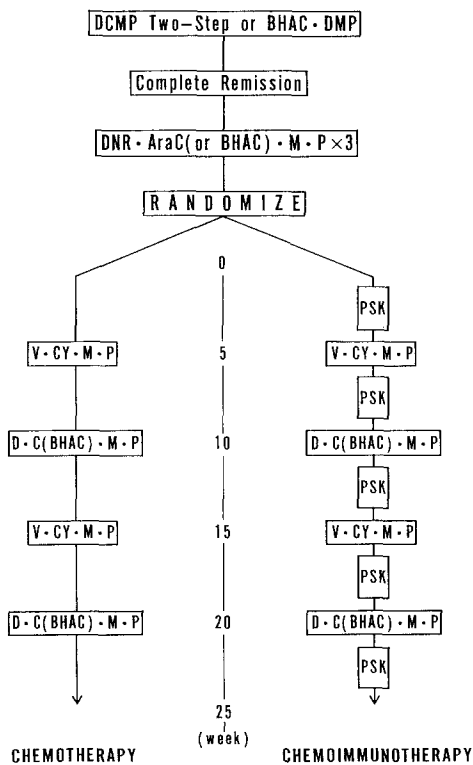 DCMP Two-Step or BHAC・DMP
Complete Remission
DNR・AraC(or BHAC)・M・P×3
RANDOMIZE
0
PSK
V・CY・M・P
5
V・CY・M・P
PSK
D・C(BHAC)・M・P
10
D・C(BHAC)・M・P
PSK
V・CY・M・P
15
V・CY・M・P
PSK
D・C(BHAC)・M・P
20
D・C(BHAC)・M・P
PSK
25
~
(week)
CHEMOTHERAPY
CHEMOIMMUNOTHERAPY